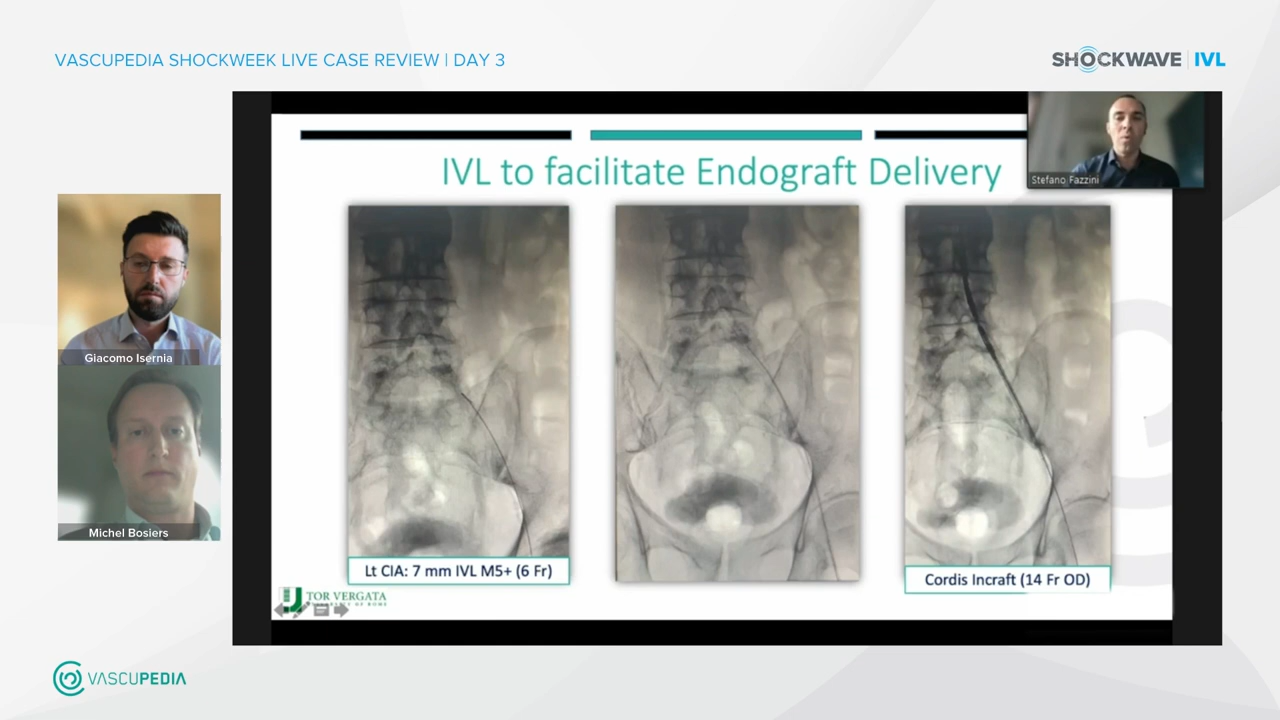 VASCUPEDIA SHOCKWEEK LIVE CASE REVIEW | DAY 3
SHOCKWAVE | IVL
IVL to facilitate Endograft Delivery
Stefano Fazzini
Giacomo Isernia
Michel Bosiers
Lt CIA: 7 mm IVL M5+ (6 Fr)
Cordis Incraft (14 Fr OD)
TOR VERGATA
VASCUPEDIA